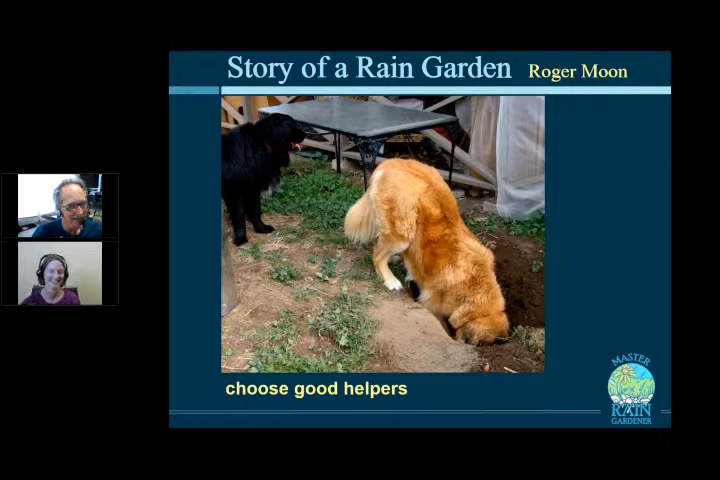 Story of a Rain Garden Roger Moon
choose good helpers
MASTER
RAIN
GARDENER